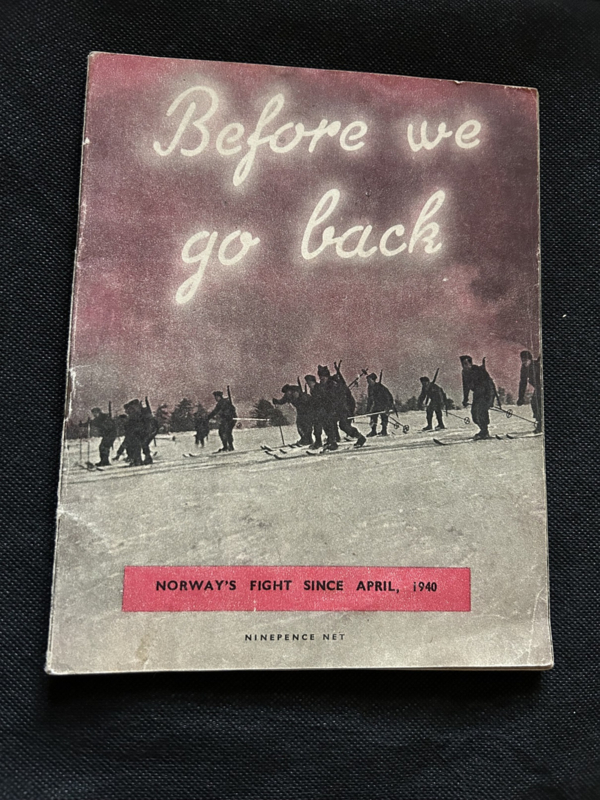 Before we
go back
NORWAY'S FIGHT SINCE APRIL, 1940
NINEPENCE NET